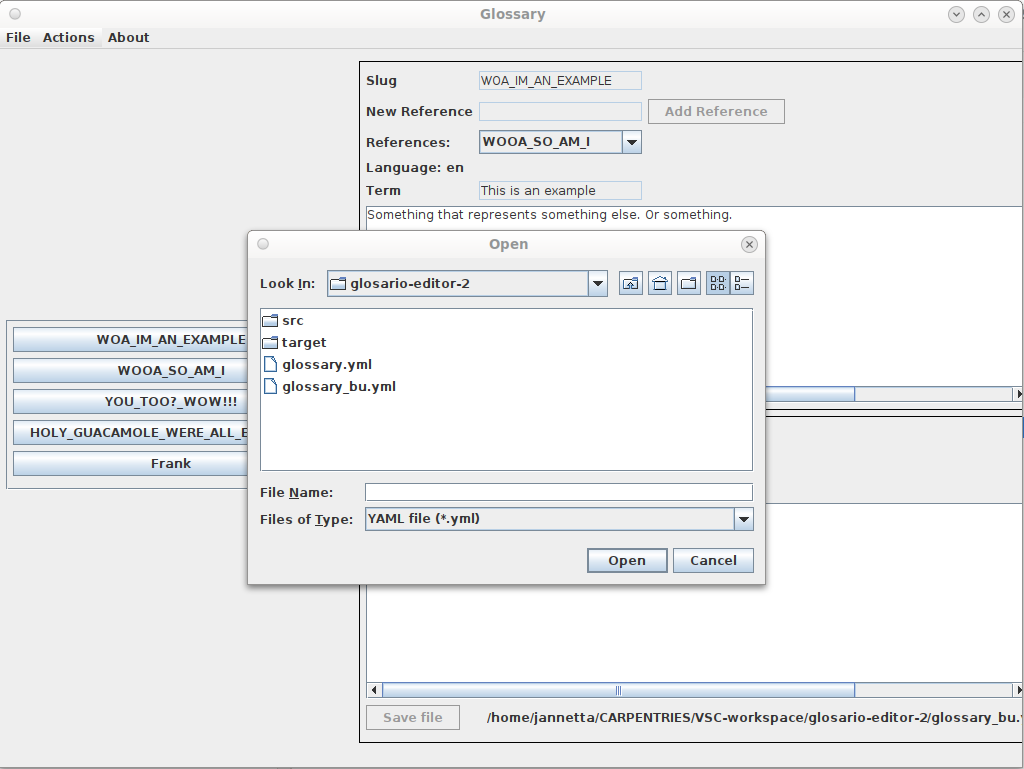 Glossary
File Actions About
Slug WOA_IM_AN_EXAMPLE
New Reference Add Reference
References: WOOA_SO_AM_I
Language: en
Term This is an example
Something that represents something else. Or something.
WOA_IM_AN_EXAMPLE
WOOA_SO_AM_I
YOU_TOO?_WOW!!!
HOLY_GUACAMOLE_WERE_ALL_E
Frank
Open
Look In: glosario-editor-2
src
target
glossary.yml
glossary_bu.yml
File Name:
Files of Type: YAML file (*.yml)
Open Cancel
Save file /home/jannetta/CARPENTRIES/VSC-workspace/glosario-editor-2/glossary_bu.